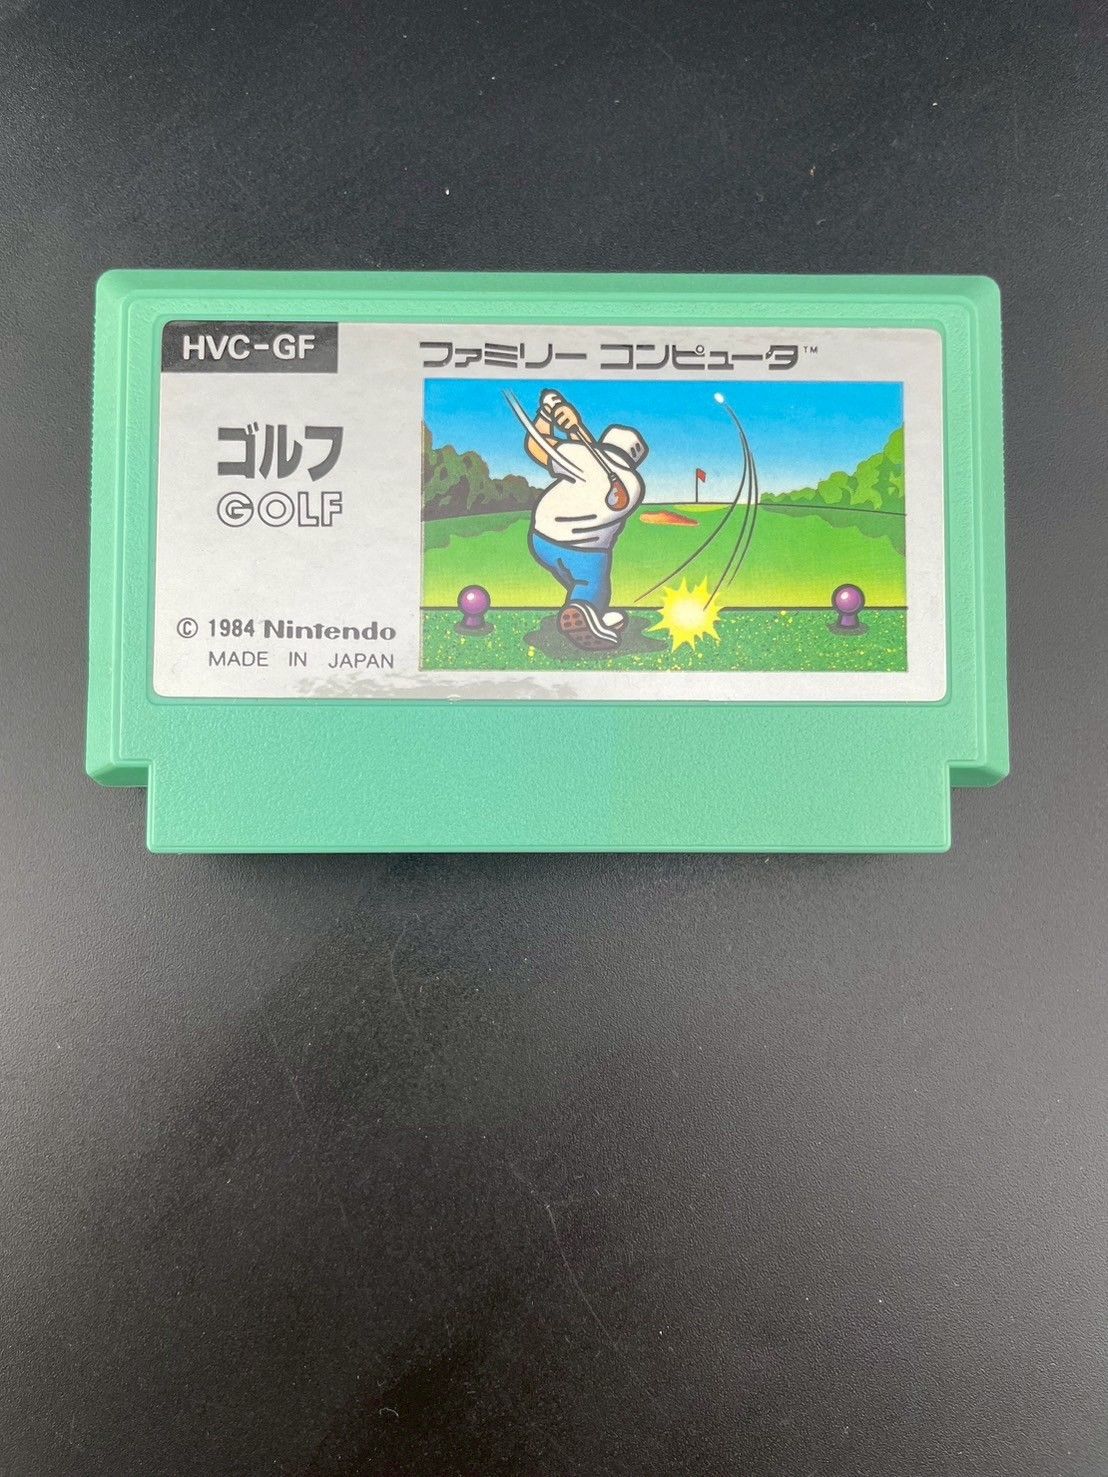 HVC-GF
ファミリー コンピュータ™
ゴルフ
GOLF
© 1984 Nintendo
MADE IN JAPAN